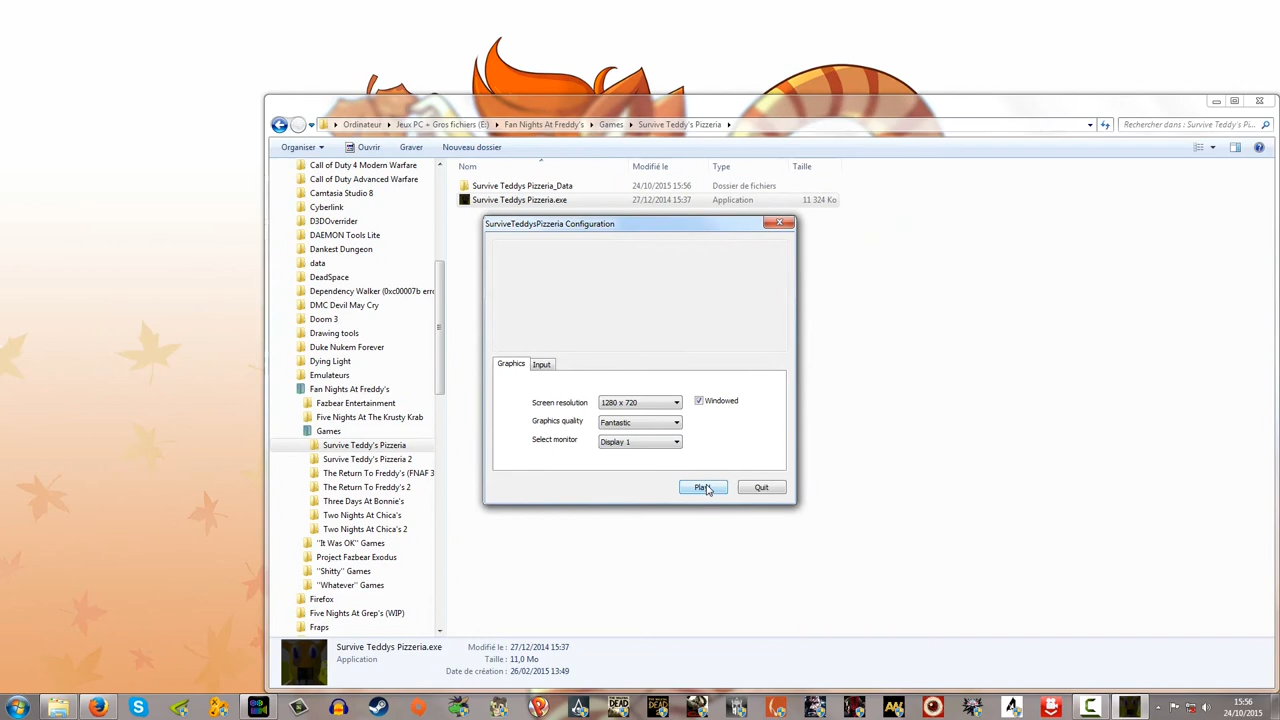 Ordinateur ▸ Jeux PC + Gros fichiers (E:) ▸ Fan Nights At Freddy's ▸ Games ▸ Survive Teddy's Pizzeria ▸
Rechercher dans : Survive Teddy's Pi...
Organiser Ouvrir Graver Nouveau dossier
Nom Modifié le Type Taille
Survive Teddys Pizzeria_Data 24/10/2015 15:56 Dossier de fichiers
Survive Teddys Pizzeria.exe 27/12/2014 15:37 Application 11 324 Ko
Call of Duty 4 Modern Warfare
Call of Duty Advanced Warfare
Camtasia Studio 8
Cyberlink
D3DOverrider
DAEMON Tools Lite
Dankest Dungeon
data
DeadSpace
Dependency Walker (0xc00007b erro
DMC Devil May Cry
Doom 3
Drawing tools
Duke Nukem Forever
Dying Light
Emulateurs
Fan Nights At Freddy's
Fazbear Entertainment
Five Nights At The Krusty Krab
Games
Survive Teddy's Pizzeria
Survive Teddy's Pizzeria 2
The Return To Freddy's (FNAF 3
The Return To Freddy's 2
Three Days At Bonnie's
Two Nights At Chica's
Two Nights At Chica's 2
"It Was OK" Games
Project Fazbear Exodus
"Shitty" Games
"Whatever" Games
Firefox
Five Nights At Grep's (WIP)
Fraps
SurviveTeddysPizzeria Configuration
Graphics Input
Screen resolution 1280 x 720 Windowed
Graphics quality Fantastic
Select monitor Display 1
Play! Quit
Survive Teddys Pizzeria.exe Modifié le : 27/12/2014 15:37
Application Taille : 11,0 Mo
Date de création : 26/02/2015 13:49
15:56
24/10/2015